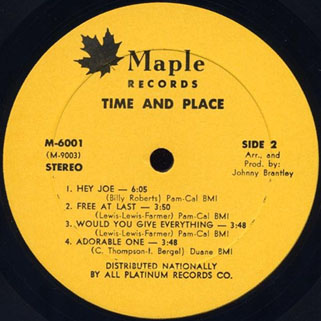 Maple
RECORDS
TIME AND PLACE
M-6001
(M-9003)
STEREO
SIDE 2
Arr., and
Prod. by:
Johnny Brantley
1. HEY JOE — 6:05
(Billy Roberts) Pam-Cal BMI
2. FREE AT LAST — 3:50
(Lewis-Lewis-Farmer) Pam-Cal BMI
3. WOULD YOU GIVE EVERYTHING — 3:48
(Lewis-Lewis-Farmer) Pam-Cal BMI
4. ADORABLE ONE — 3:48
(C. Thompson-t. Bergel) Duane BMI
DISTRIBUTED NATIONALLY
BY ALL PLATINUM RECORDS CO.